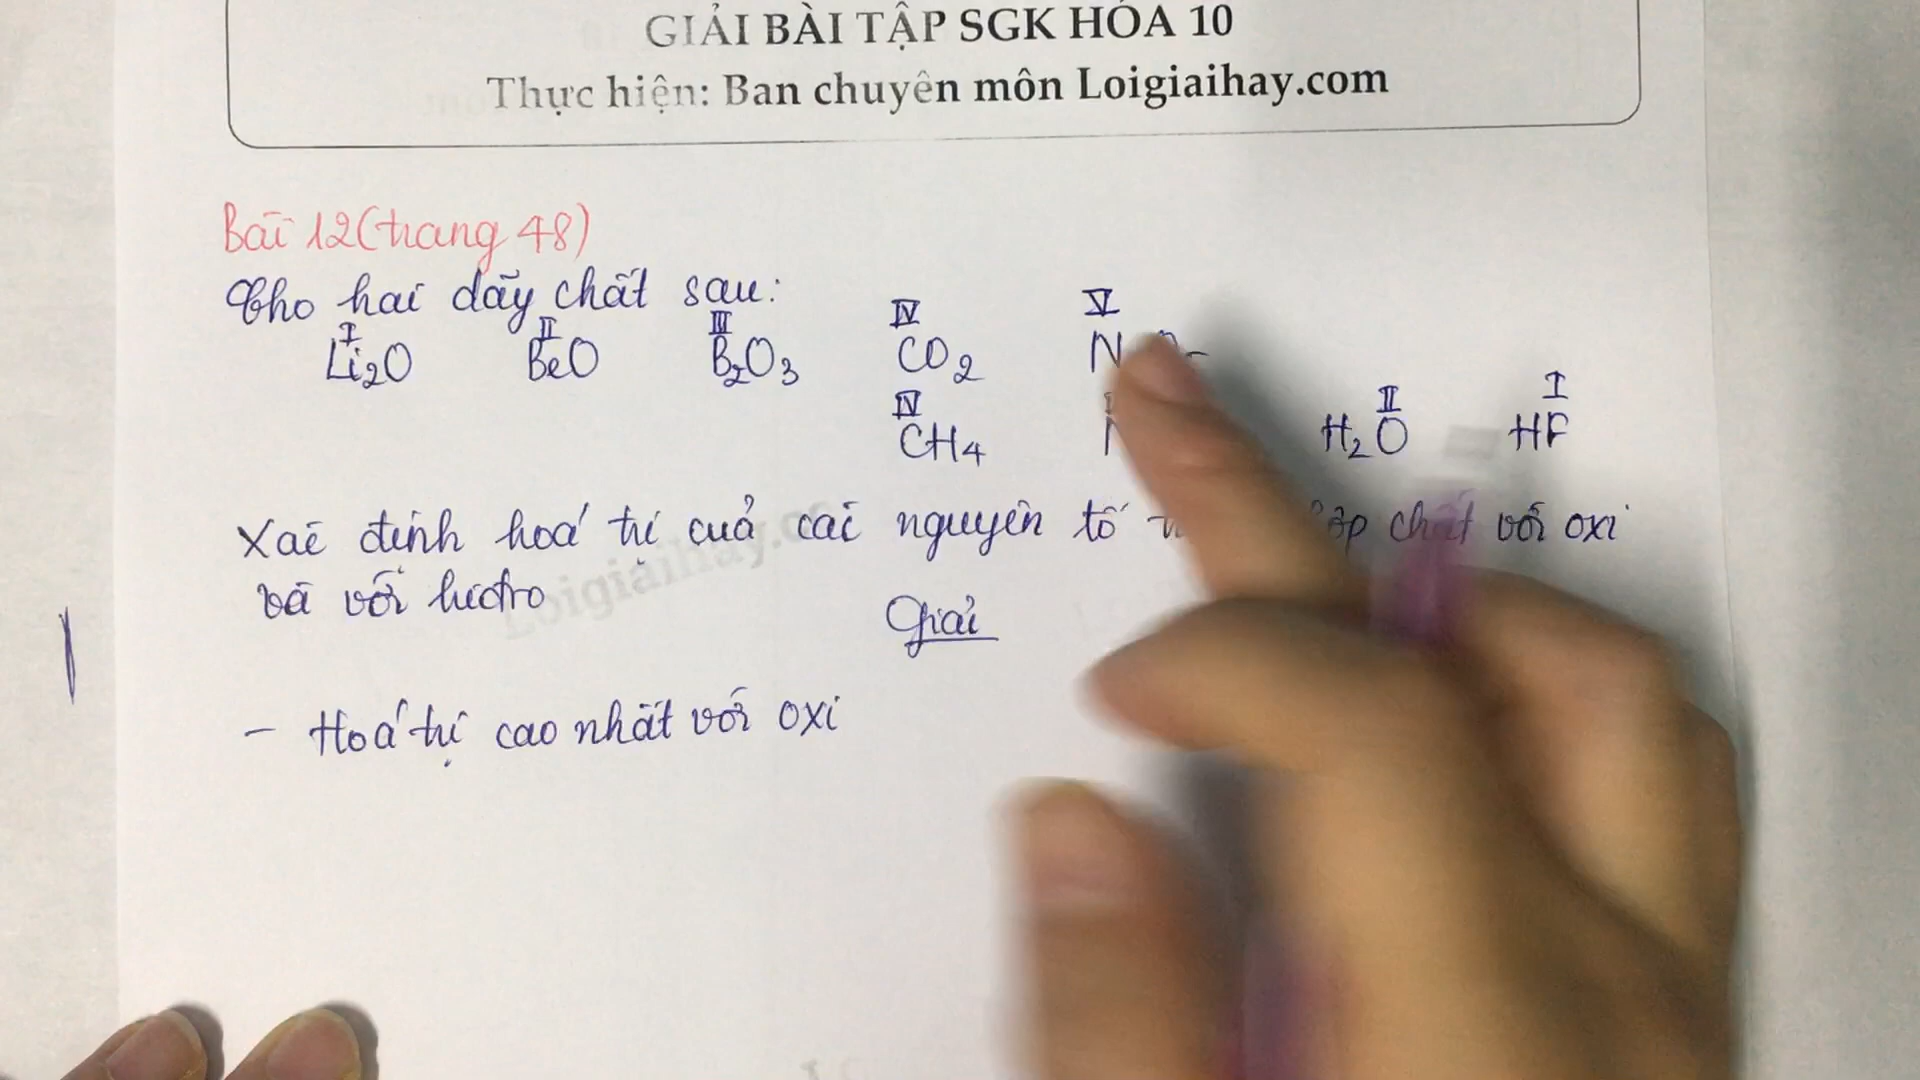 GIẢI BÀI TẬP SGK HÓA 10
Thực hiện: Ban chuyên môn Loigiaihay.com
Bài 12 (trang 48)
Cho hai dãy chất sau:
I II III IV V
Li2O BeO B2O3 CO2 N
IV II I
CH4 H2O HF
Xác định hoá trị của các nguyên tố chất với oxi
và với hiđro
Loigiaihay.c
Giải
- Hoá trị cao nhất với oxi